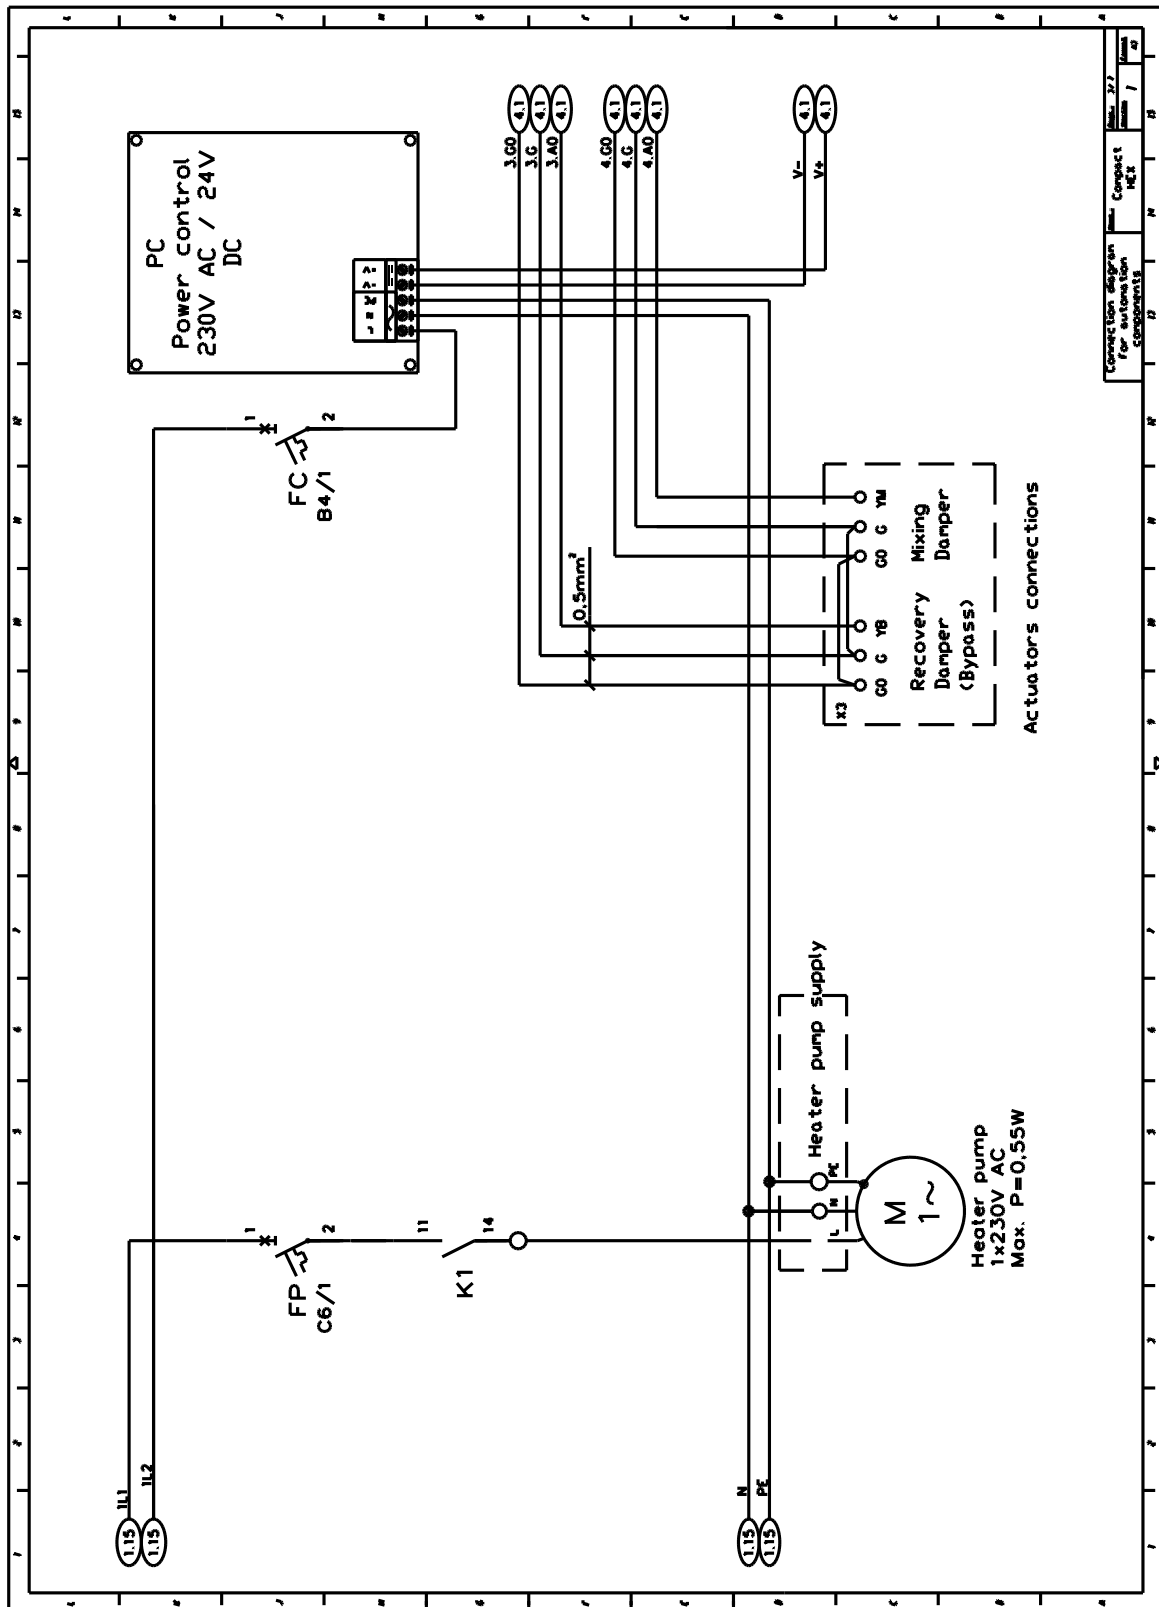 1L1
1L2
1.15
1.15
PC
Power control
230V AC / 24V
DC
1
2
FP
C6/1
11
14
K1
1
2
FC
B4/1
3.G0
4.1
3.G
4.1
3.A0
4.1
4.G0
4.1
4.G
4.1
4.A0
4.1
0.5mm²
N
1.15
PE
1.15
V-
4.1
V+
4.1
Heater pump supply
L
N
PE
M
1~
Heater pump
1x230V AC
Max. P=0,55W
X3
G0
G
YB
G0
G
YM
Recovery
Damper
(Bypass)
Mixing
Damper
Actuators connections
Connection diagram
for automation
components
Compact
HEX